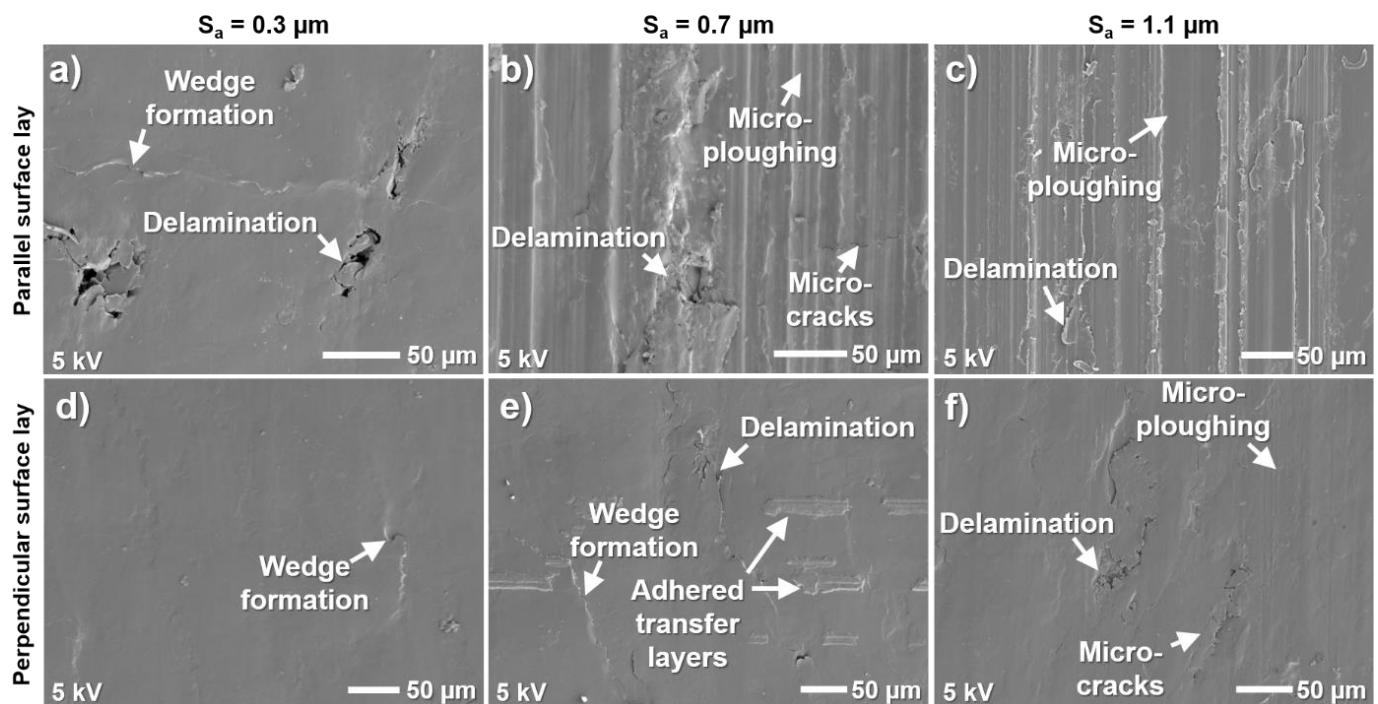 Sₐ = 0.3 µm
Sₐ = 0.7 µm
Sₐ = 1.1 µm
Parallel surface lay
a)
Wedge
formation
Delamination
5 kV
50 µm
b)
Micro-
ploughing
Delamination
Micro-
cracks
5 kV
50 µm
c)
Micro-
ploughing
Delamination
5 kV
50 µm
Perpendicular surface lay
d)
Wedge
formation
5 kV
50 µm
e)
Delamination
Wedge
formation
Adhered
transfer
layers
5 kV
50 µm
f)
Micro-
ploughing
Delamination
Micro-
cracks
5 kV
50 µm